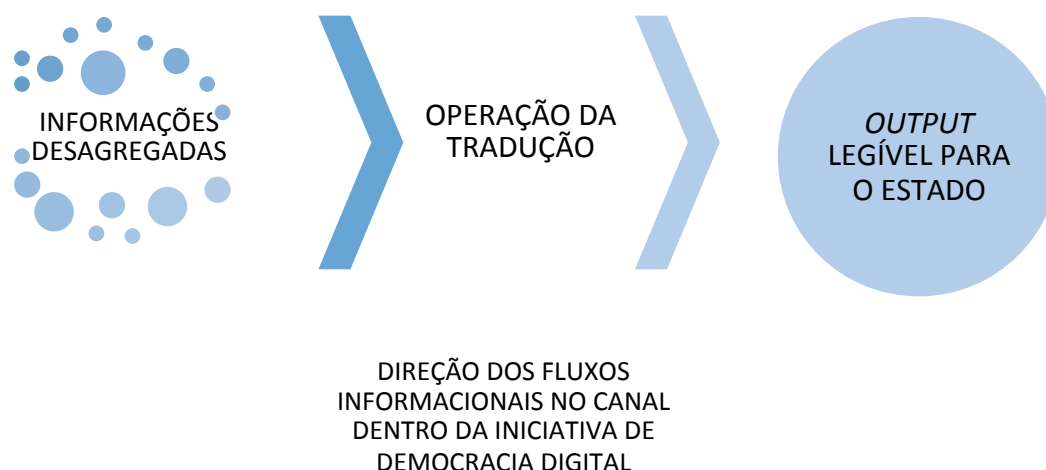 INFORMAÇÕES
DESAGREGADAS
OPERAÇÃO DA
TRADUÇÃO
OUTPUT
LEGÍVEL PARA
O ESTADO
DIREÇÃO DOS FLUXOS
INFORMACIONAIS NO CANAL
DENTRO DA INICIATIVA DE
DEMOCRACIA DIGITAL